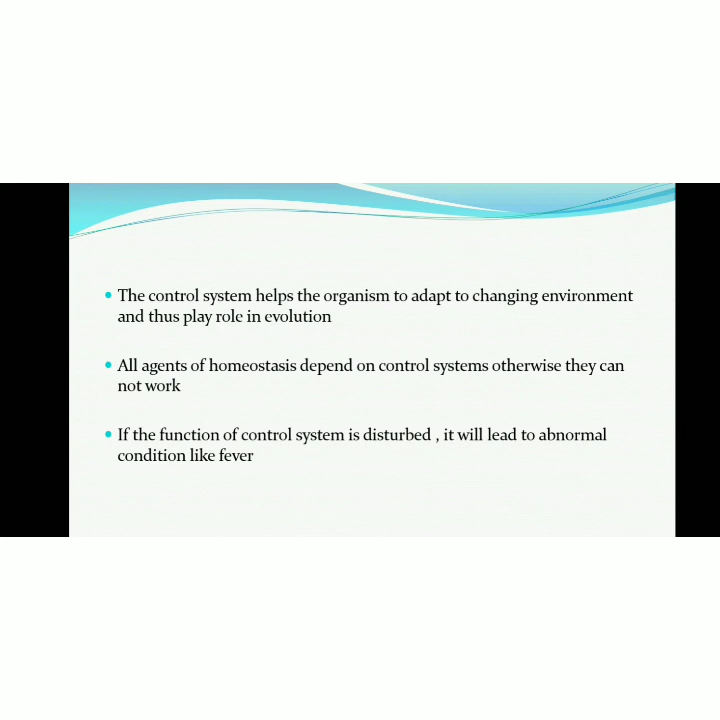 The control system helps the organism to adapt to changing environment
and thus play role in evolution
All agents of homeostasis depend on control systems otherwise they can
not work
If the function of control system is disturbed , it will lead to abnormal
condition like fever